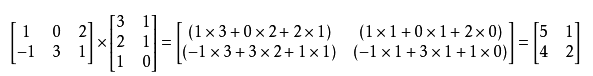 [1 0 2; −1 3 1] × [3 1; 2 1; 1 0] = [(1 × 3 + 0 × 2 + 2 × 1) (1 × 1 + 0 × 1 + 2 × 0); (−1 × 3 + 3 × 2 + 1 × 1) (−1 × 1 + 3 × 1 + 1 × 0)] = [5 1; 4 2]